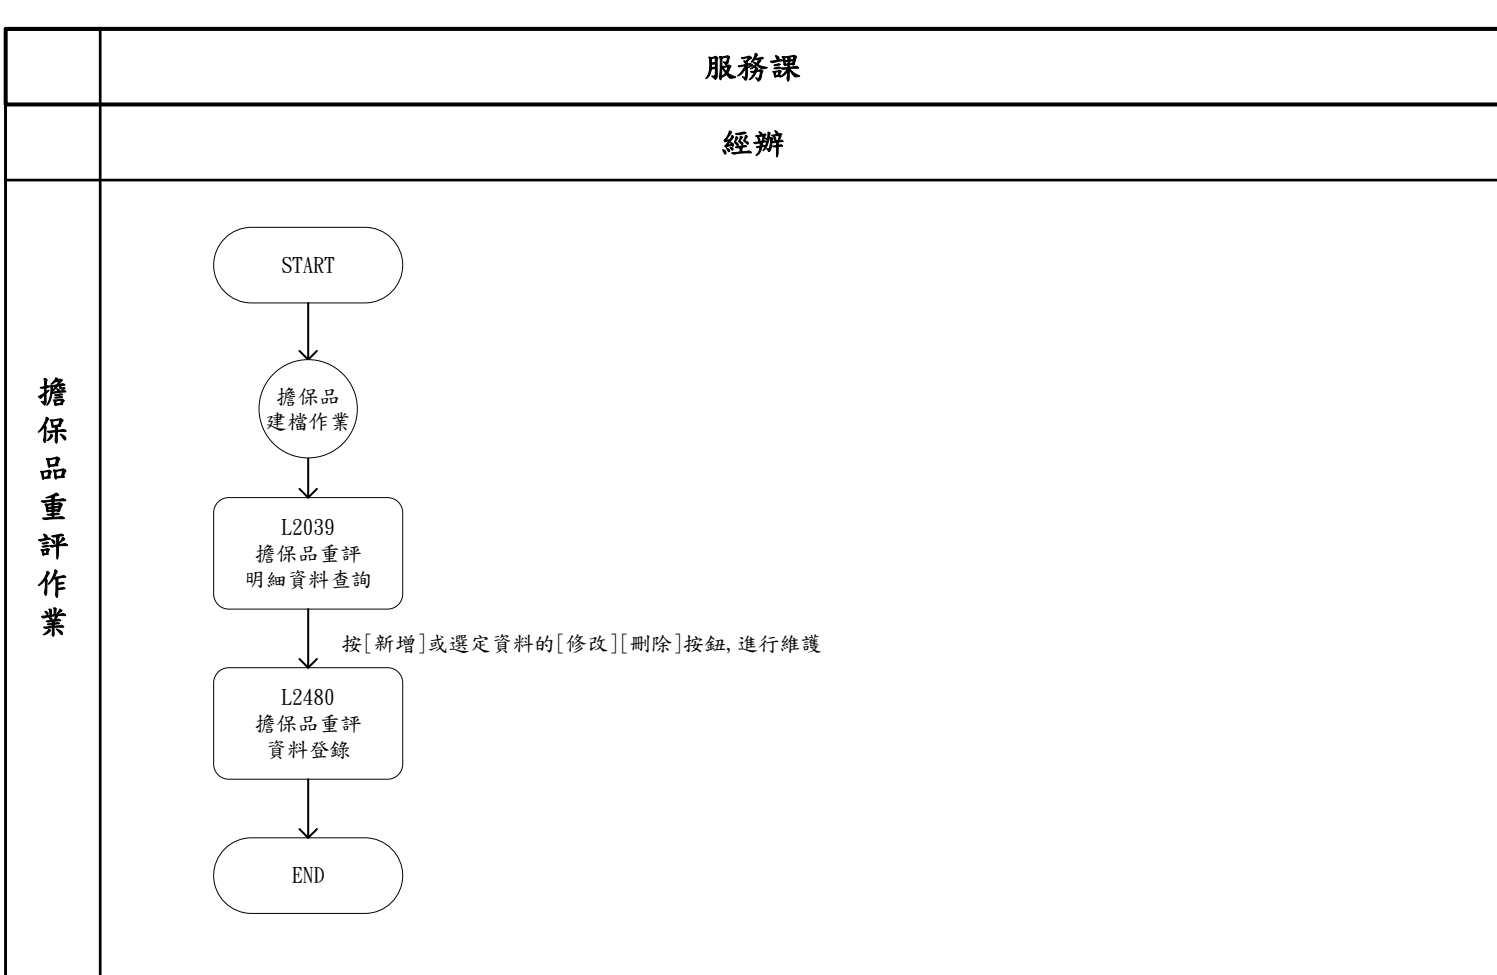 服務課
經辦
擔保品重評作業
START
擔保品
建檔作業
L2039
擔保品重評
明細資料查詢
按[新增]或選定資料的[修改][刪除]按鈕,進行維護
L2480
擔保品重評
資料登錄
END